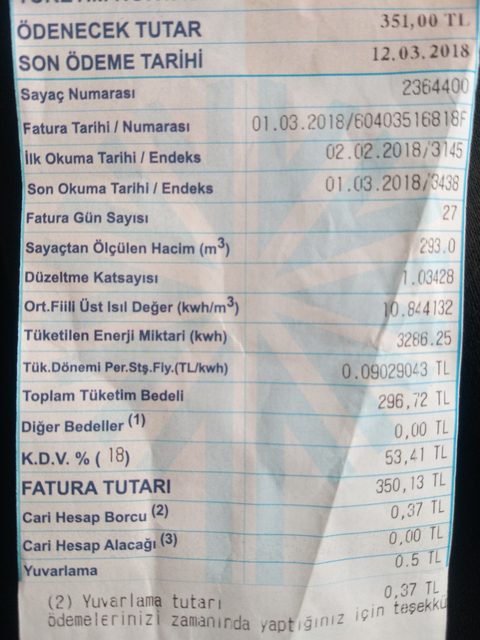 ÖDENECEK TUTAR 351,00 TL
SON ÖDEME TARİHİ 12.03.2018
Sayaç Numarası 2364400
Fatura Tarihi / Numarası 01.03.2018/60403516818F
İlk Okuma Tarihi / Endeks 02.02.2018/3145
Son Okuma Tarihi / Endeks 01.03.2018/3438
Fatura Gün Sayısı 27
Sayaçtan Ölçülen Hacim (m³) 293.0
Düzeltme Katsayısı 1.03428
Ort.Fiili Üst Isıl Değer (kwh/m³) 10.844132
Tüketilen Enerji Miktari (kwh) 3286.25
Tük.Dönemi Per.Stş.Fiy.(TL/kwh) 0.09029043 TL
Toplam Tüketim Bedeli 296,72 TL
Diğer Bedeller (1) 0,00 TL
K.D.V. % ( 18) 53,41 TL
FATURA TUTARI 350,13 TL
Cari Hesap Borcu (2) 0,37 TL
Cari Hesap Alacağı (3) 0,00 TL
Yuvarlama 0.5 TL
(2) Yuvarlama tutarı 0,37 TL
ödemelerinizi zamanında yaptığınız için teşekkü